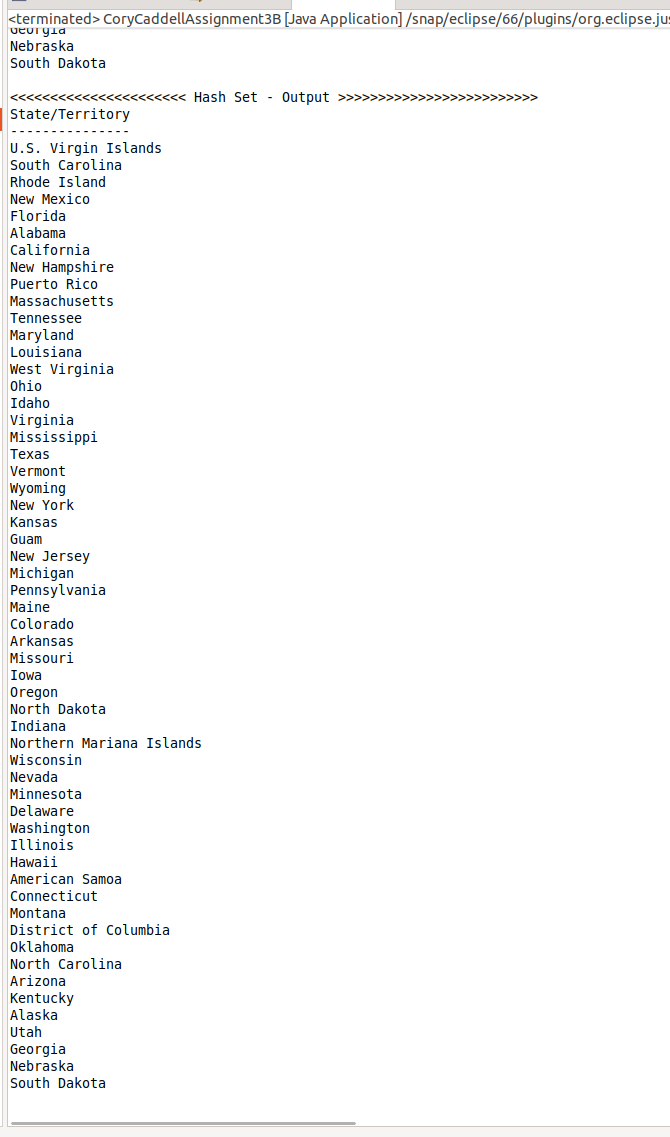 <terminated> CoryCaddellAssignment3B [Java Application] /snap/eclipse/66/plugins/org.eclipse.jus
Georgia
Nebraska
South Dakota
<<<<<<<<<<<<<<<<<<<<<< Hash Set - Output >>>>>>>>>>>>>>>>>>>>>>>>>
State/Territory
---------------
U.S. Virgin Islands
South Carolina
Rhode Island
New Mexico
Florida
Alabama
California
New Hampshire
Puerto Rico
Massachusetts
Tennessee
Maryland
Louisiana
West Virginia
Ohio
Idaho
Virginia
Mississippi
Texas
Vermont
Wyoming
New York
Kansas
Guam
New Jersey
Michigan
Pennsylvania
Maine
Colorado
Arkansas
Missouri
Iowa
Oregon
North Dakota
Indiana
Northern Mariana Islands
Wisconsin
Nevada
Minnesota
Delaware
Washington
Illinois
Hawaii
American Samoa
Connecticut
Montana
District of Columbia
Oklahoma
North Carolina
Arizona
Kentucky
Alaska
Utah
Georgia
Nebraska
South Dakota